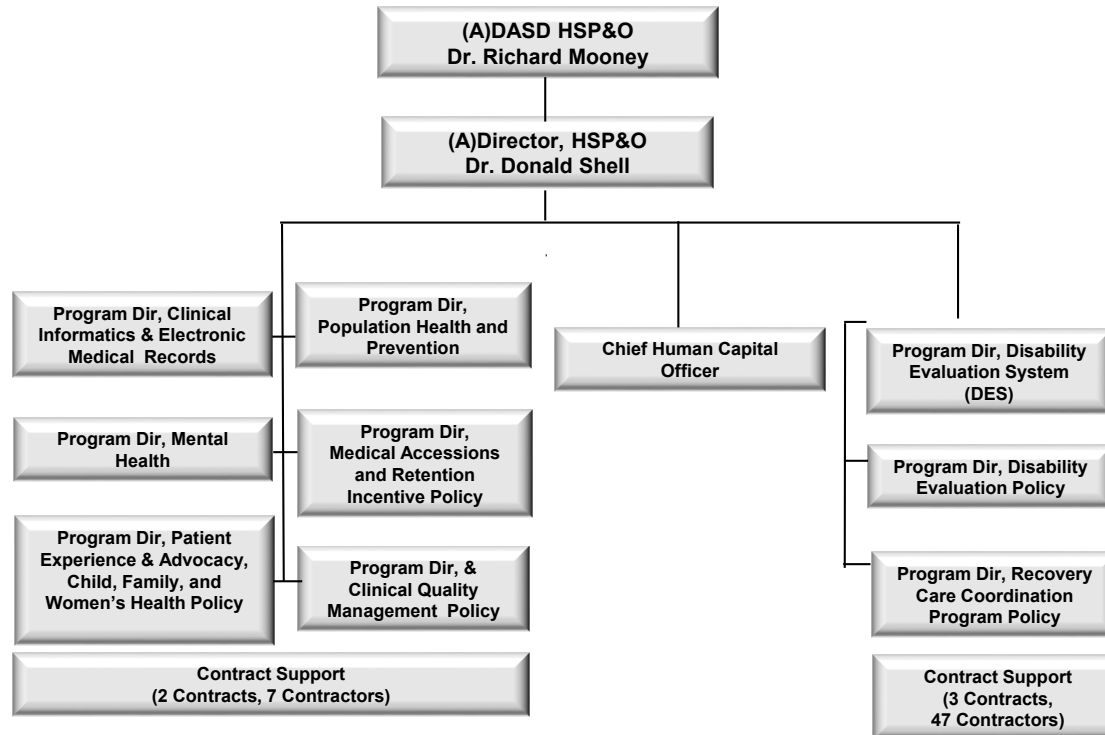 (A)DASD HSP&O
Dr. Richard Mooney
(A)Director, HSP&O
Dr. Donald Shell
Program Dir, Clinical
Informatics & Electronic
Medical Records
Program Dir,
Population Health and
Prevention
Chief Human Capital
Officer
Program Dir, Disability
Evaluation System
(DES)
Program Dir, Mental
Health
Program Dir,
Medical Accessions
and Retention
Incentive Policy
Program Dir, Disability
Evaluation Policy
Program Dir, Patient
Experience & Advocacy,
Child, Family, and
Women’s Health Policy
Program Dir, &
Clinical Quality
Management Policy
Program Dir, Recovery
Care Coordination
Program Policy
Contract Support
(2 Contracts, 7 Contractors)
Contract Support
(3 Contracts,
47 Contractors)